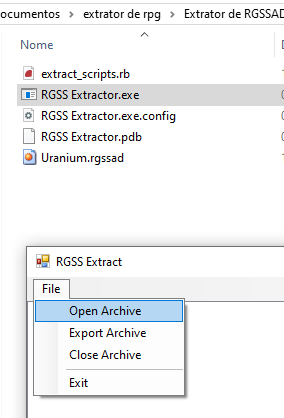 ocumentos > extrator de rpg > Extrator de RGSSAD
Nome
extract_scripts.rb
RGSS Extractor.exe
RGSS Extractor.exe.config
RGSS Extractor.pdb
Uranium.rgssad
RGSS Extract
File
Open Archive
Export Archive
Close Archive
Exit